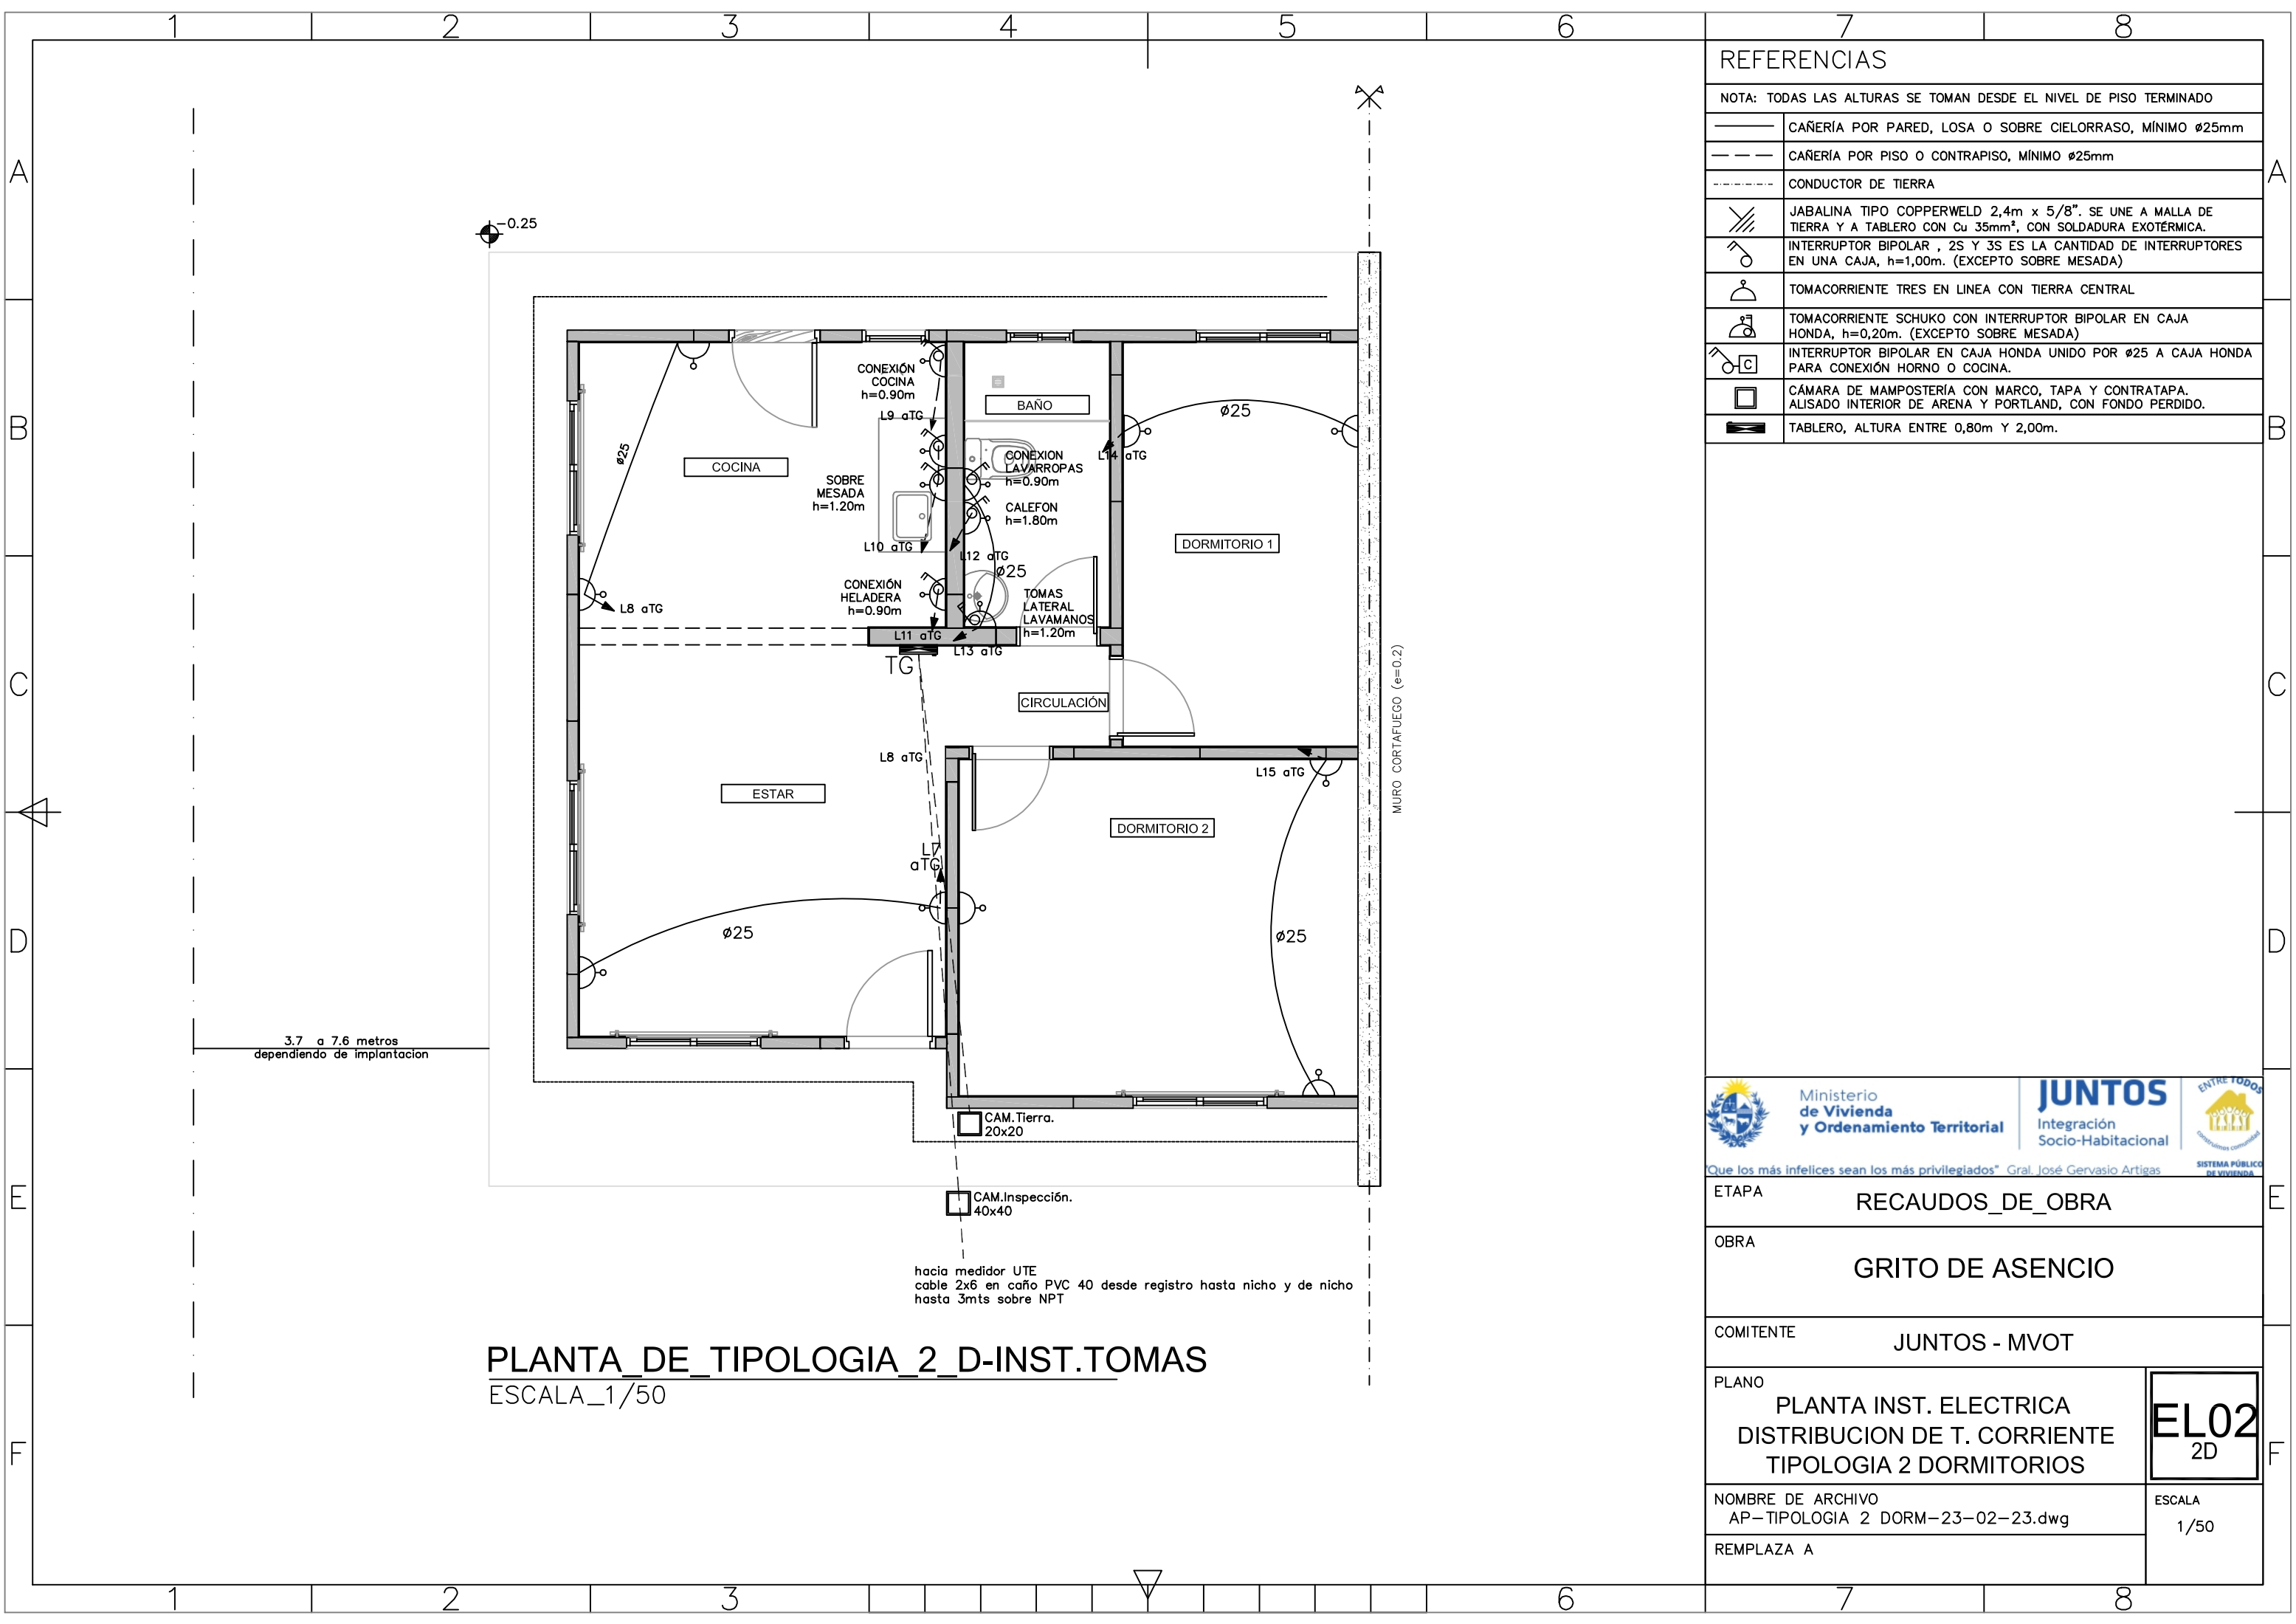 1 2 3 4 5 6 7 8
A
B
C
D
E
F
A
B
C
D
E
F
REFERENCIAS
NOTA: TODAS LAS ALTURAS SE TOMAN DESDE EL NIVEL DE PISO TERMINADO
CAÑERÍA POR PARED, LOSA O SOBRE CIELORRASO, MÍNIMO ø25mm
CAÑERÍA POR PISO O CONTRAPISO, MÍNIMO ø25mm
CONDUCTOR DE TIERRA
JABALINA TIPO COPPERWELD 2,4m x 5/8". SE UNE A MALLA DE
TIERRA Y A TABLERO CON Cu 35mm², CON SOLDADURA EXOTÉRMICA.
INTERRUPTOR BIPOLAR , 2S Y 3S ES LA CANTIDAD DE INTERRUPTORES
EN UNA CAJA, h=1,00m. (EXCEPTO SOBRE MESADA)
TOMACORRIENTE TRES EN LINEA CON TIERRA CENTRAL
TOMACORRIENTE SCHUKO CON INTERRUPTOR BIPOLAR EN CAJA
HONDA, h=0,20m. (EXCEPTO SOBRE MESADA)
C
INTERRUPTOR BIPOLAR EN CAJA HONDA UNIDO POR ø25 A CAJA HONDA
PARA CONEXIÓN HORNO O COCINA.
CÁMARA DE MAMPOSTERÍA CON MARCO, TAPA Y CONTRATAPA.
ALISADO INTERIOR DE ARENA Y PORTLAND, CON FONDO PERDIDO.
TABLERO, ALTURA ENTRE 0,80m Y 2,00m.
-0.25
CONEXIÓN
COCINA
h=0.90m
L9 aTG
BAÑO
ø25
ø25
COCINA
CONEXION
LAVARROPAS
h=0.90m
L14 aTG
SOBRE
MESADA
h=1.20m
CALEFON
h=1.80m
L10 aTG
L12 aTG
DORMITORIO 1
ø25
CONEXIÓN
HELADERA
h=0.90m
TOMAS
LATERAL
LAVAMANOS
h=1.20m
L8 aTG
L11 aTG
L13 aTG
TG
CIRCULACIÓN
MURO CORTAFUEGO (e=0.2)
L8 aTG
L15 aTG
ESTAR
DORMITORIO 2
L7
aTG
ø25
ø25
3.7 a 7.6 metros
dependiendo de implantacion
CAM.Tierra.
20x20
CAM.Inspección.
40x40
hacia medidor UTE
cable 2x6 en caño PVC 40 desde registro hasta nicho y de nicho
hasta 3mts sobre NPT
PLANTA_DE_TIPOLOGIA_2_D-INST.TOMAS
ESCALA_1/50
Ministerio
de Vivienda
y Ordenamiento Territorial
JUNTOS
Integración
Socio-Habitacional
ENTRE TODOS
construimos comunidad
SISTEMA PÚBLICO
DE VIVIENDA
"Que los más infelices sean los más privilegiados" Gral. José Gervasio Artigas
ETAPA
RECAUDOS_DE_OBRA
OBRA
GRITO DE ASENCIO
COMITENTE
JUNTOS - MVOT
PLANO
PLANTA INST. ELECTRICA
DISTRIBUCION DE T. CORRIENTE
TIPOLOGIA 2 DORMITORIOS
EL02
2D
NOMBRE DE ARCHIVO
AP-TIPOLOGIA 2 DORM-23-02-23.dwg
ESCALA
1/50
REMPLAZA A
1 2 3 6 7 8